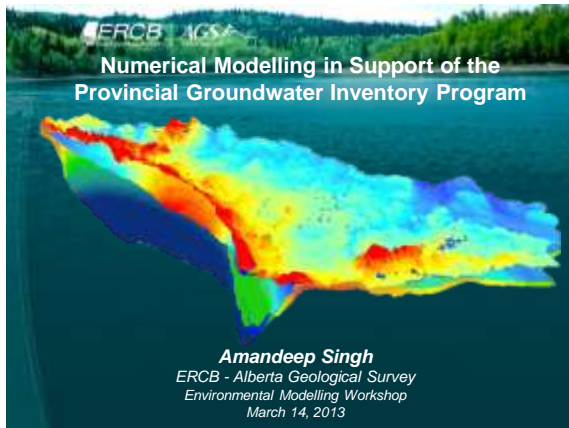 ERCB AGS
Numerical Modelling in Support of the
Provincial Groundwater Inventory Program
Amandeep Singh
ERCB - Alberta Geological Survey
Environmental Modelling Workshop
March 14, 2013